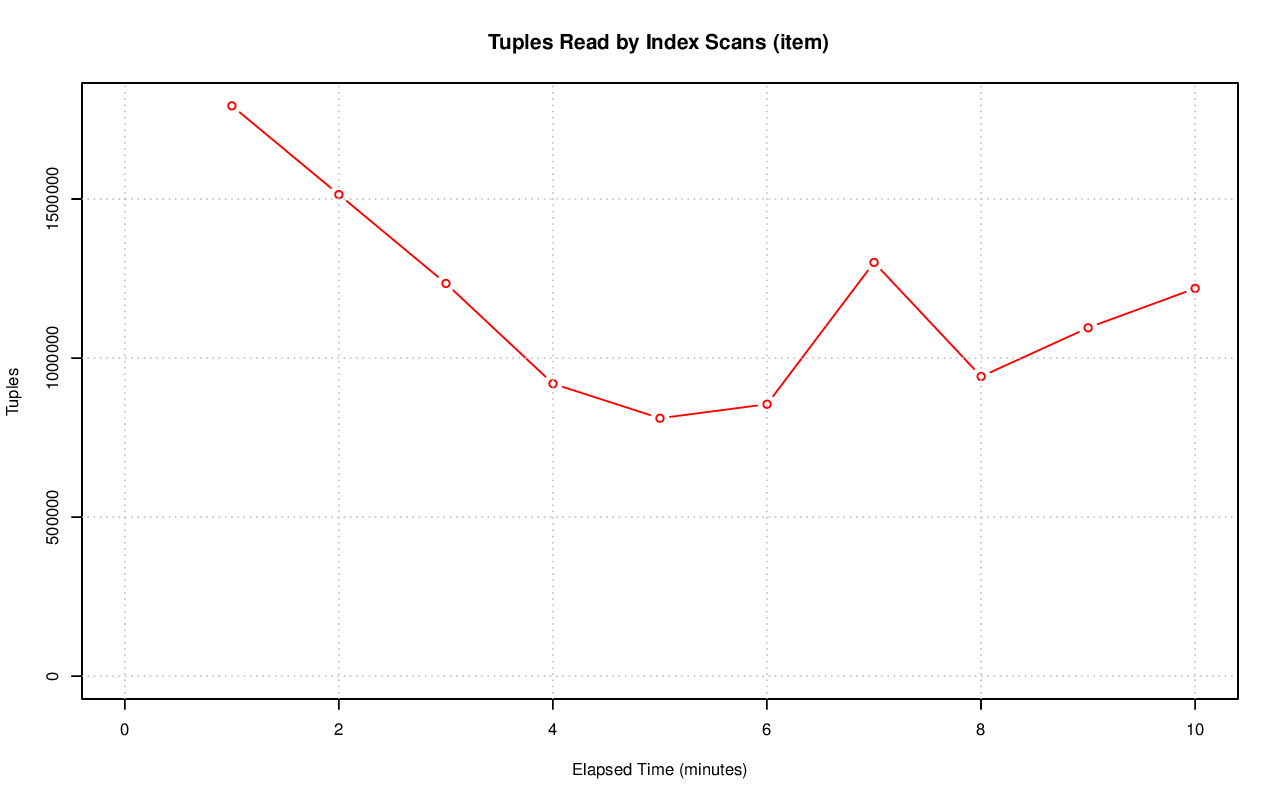 Tuples Read by Index Scans (item)
Tuples
1500000
1000000
500000
0
0 2 4 6 8 10
Elapsed Time (minutes)